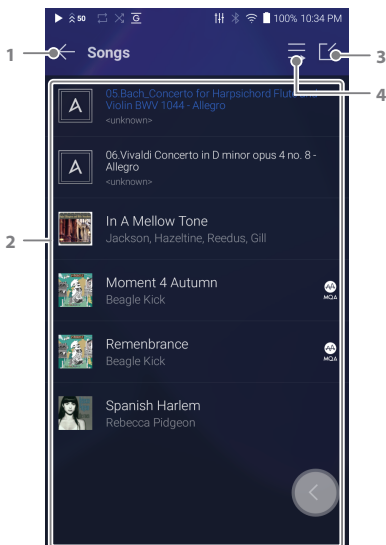 50 G 100% 10:34 PM
1 Songs 3
4
05.Bach_Concerto for Harpsichord Flute and
Violin BWV 1044 - Allegro
<unknown>
06.Vivaldi Concerto in D minor opus 4 no. 8 -
Allegro
<unknown>
2
In A Mellow Tone
Jackson, Hazeltine, Reedus, Gill
Moment 4 Autumn
Beagle Kick
MQA
Remenbrance
Beagle Kick
MQA
Spanish Harlem
Rebecca Pidgeon